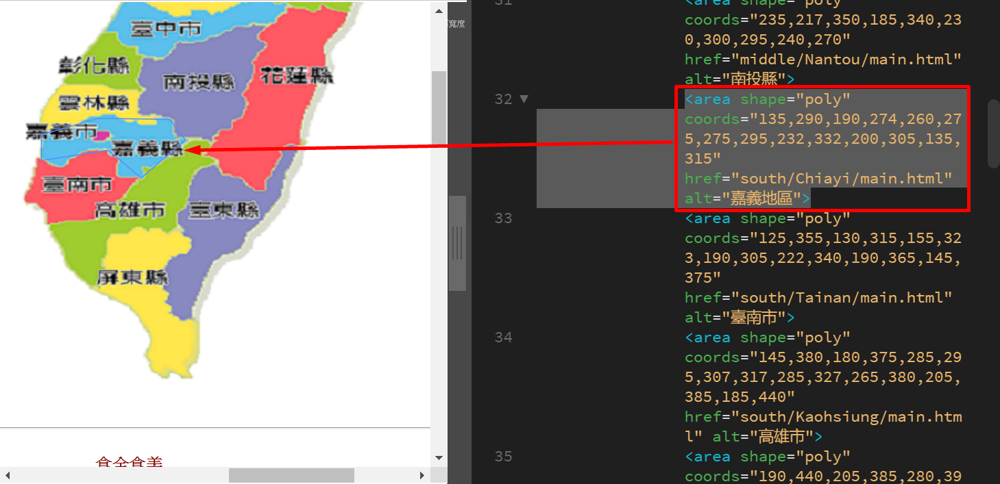 臺中市
彰化縣
南投縣
花蓮縣
雲林縣
嘉義市
嘉義縣
臺南市
高雄市
臺東縣
屏東縣
食全食美
寬度
31
<area shape="poly"
coords="235,217,350,185,340,23
0,300,295,240,270"
href="middle/Nantou/main.html"
alt="南投縣">
32 ▼
<area shape="poly"
coords="135,290,190,274,260,27
5,275,295,232,332,200,305,135,
315"
href="south/Chiayi/main.html"
alt="嘉義地區">
33
<area shape="poly"
coords="125,355,130,315,155,32
3,190,305,222,340,190,365,145,
375"
href="south/Tainan/main.html"
alt="臺南市">
34
<area shape="poly"
coords="145,380,180,375,285,29
5,307,317,285,327,265,380,205,
385,185,440"
href="south/Kaohsiung/main.htm
l" alt="高雄市">
35
<area shape="poly"
coords="190,440,205,385,280,39